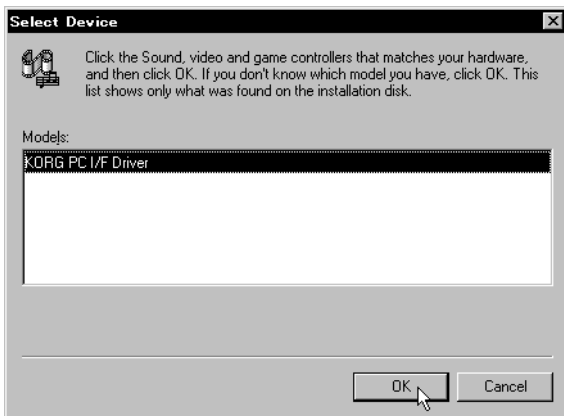 Select Device
Click the Sound, video and game controllers that matches your hardware,
and then click OK. If you don't know which model you have, click OK. This
list shows only what was found on the installation disk.
Models:
KORG PC I/F Driver
OK
Cancel